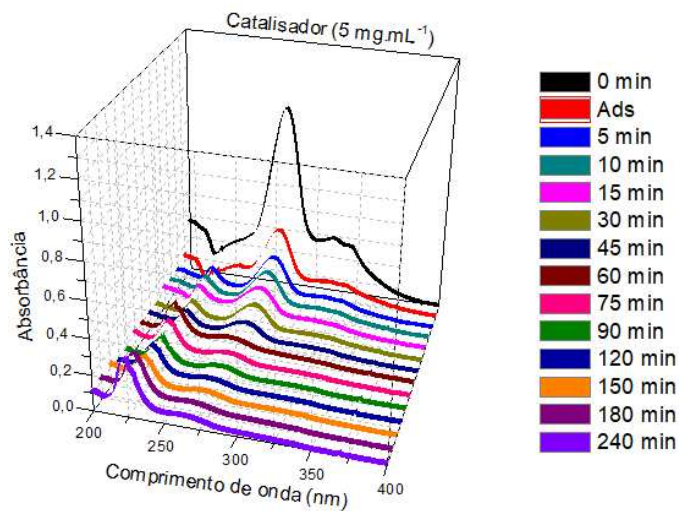 Catalisador (5 mg.mL⁻¹)
1,4
1,2
1,0
0,8
0,6
0,4
0,2
0,0
Absorbância
200
250
300
350
400
Comprimento de onda (nm)
0 min
Ads
5 min
10 min
15 min
30 min
45 min
60 min
75 min
90 min
120 min
150 min
180 min
240 min